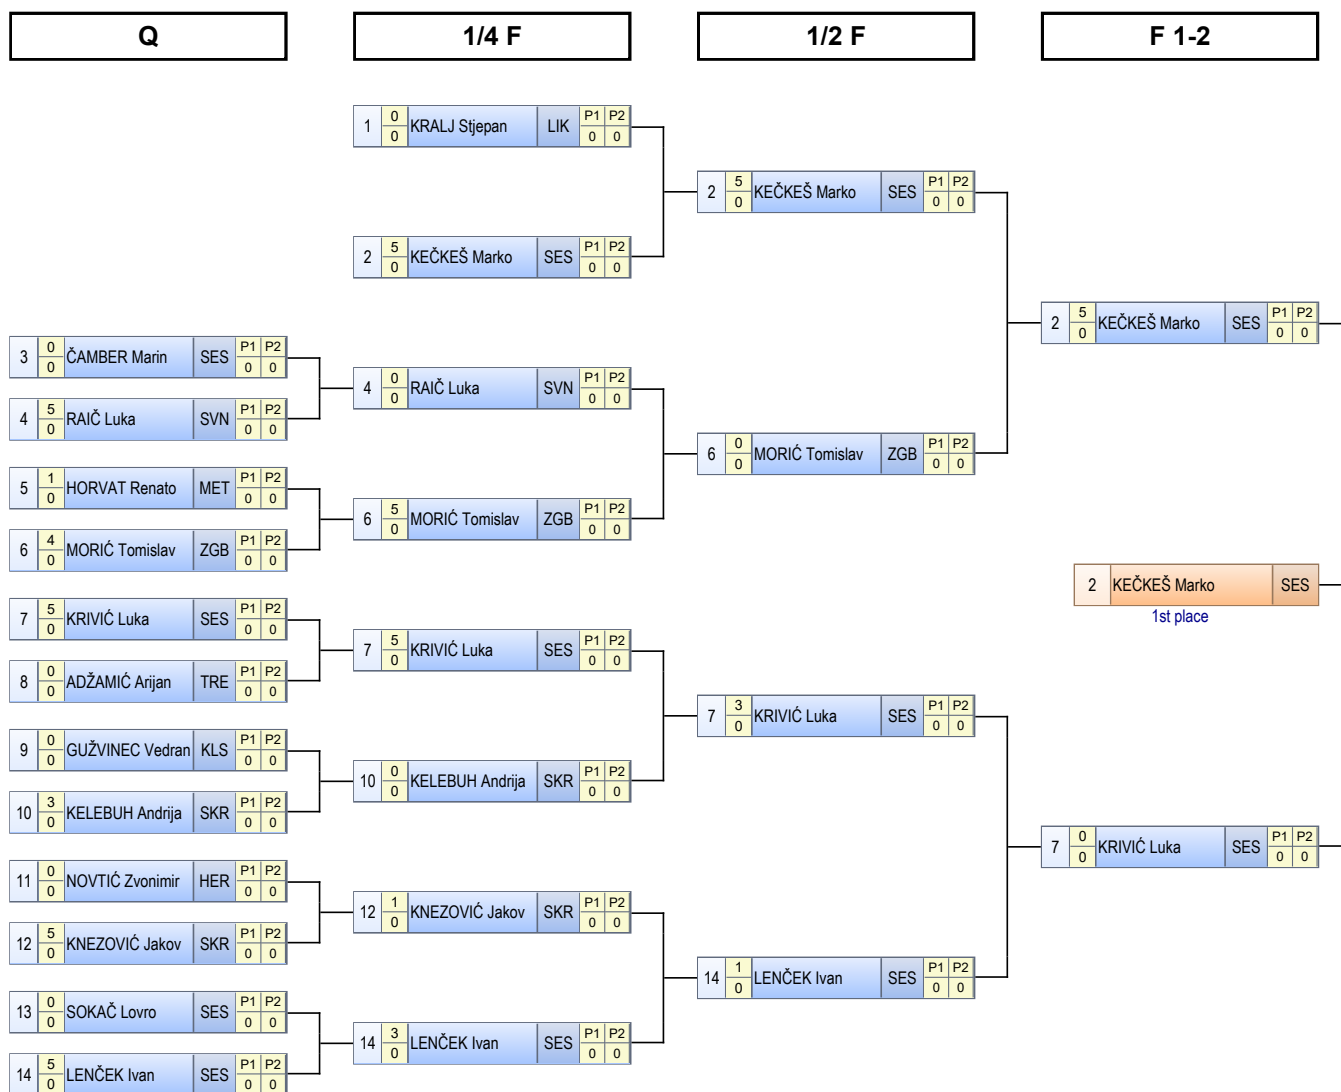 Q 1/4 F 1/2 F F 1-2
1 0 0 KRALJ Stjepan LIK P1 P2 0 0
2 5 0 KEČKEŠ Marko SES P1 P2 0 0
2 5 0 KEČKEŠ Marko SES P1 P2 0 0
2 5 0 KEČKEŠ Marko SES P1 P2 0 0
3 0 0 ČAMBER Marin SES P1 P2 0 0
4 0 0 RAIČ Luka SVN P1 P2 0 0
4 5 0 RAIČ Luka SVN P1 P2 0 0
6 0 0 MORIĆ Tomislav ZGB P1 P2 0 0
5 1 0 HORVAT Renato MET P1 P2 0 0
6 5 0 MORIĆ Tomislav ZGB P1 P2 0 0
6 4 0 MORIĆ Tomislav ZGB P1 P2 0 0
2 KEČKEŠ Marko SES
1st place
7 5 0 KRIVIĆ Luka SES P1 P2 0 0
7 5 0 KRIVIĆ Luka SES P1 P2 0 0
8 0 0 ADŽAMIĆ Arijan TRE P1 P2 0 0
7 3 0 KRIVIĆ Luka SES P1 P2 0 0
9 0 0 GUŽVINEC Vedran KLS P1 P2 0 0
10 0 0 KELEBUH Andrija SKR P1 P2 0 0
10 3 0 KELEBUH Andrija SKR P1 P2 0 0
7 0 0 KRIVIĆ Luka SES P1 P2 0 0
11 0 0 NOVTIĆ Zvonimir HER P1 P2 0 0
12 1 0 KNEZOVIĆ Jakov SKR P1 P2 0 0
12 5 0 KNEZOVIĆ Jakov SKR P1 P2 0 0
14 1 0 LENČEK Ivan SES P1 P2 0 0
13 0 0 SOKAČ Lovro SES P1 P2 0 0
14 3 0 LENČEK Ivan SES P1 P2 0 0
14 5 0 LENČEK Ivan SES P1 P2 0 0